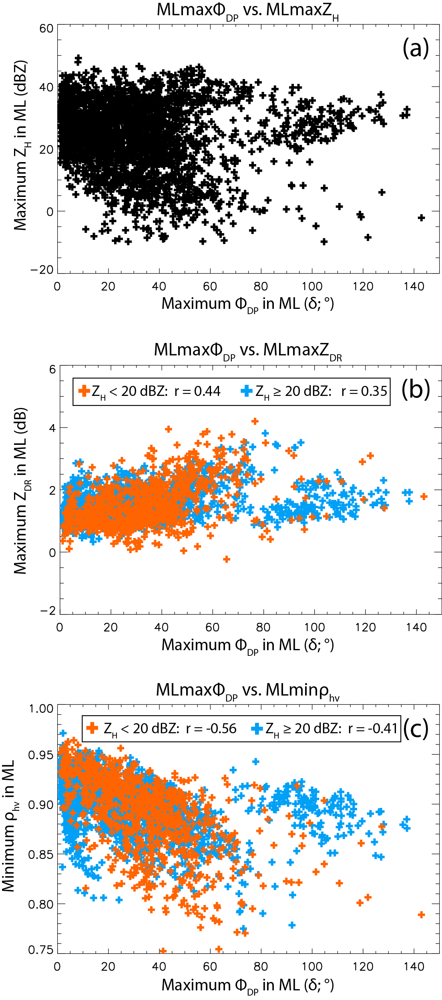 MLmaxΦDP vs. MLmaxZH
(a)
Maximum ZH in ML (dBZ)
60
40
20
0
−20
0 20 40 60 80 100 120 140
Maximum ΦDP in ML (δ; °)
MLmaxΦDP vs. MLmaxZDR
ZH < 20 dBZ: r = 0.44 ZH ≥ 20 dBZ: r = 0.35
(b)
Maximum ZDR in ML (dB)
6
4
2
0
−2
0 20 40 60 80 100 120 140
Maximum ΦDP in ML (δ; °)
MLmaxΦDP vs. MLminρhv
ZH < 20 dBZ: r = -0.56 ZH ≥ 20 dBZ: r = -0.41
(c)
Minimum ρhv in ML
1.00
0.95
0.90
0.85
0.80
0.75
0 20 40 60 80 100 120 140
Maximum ΦDP in ML (δ; °)